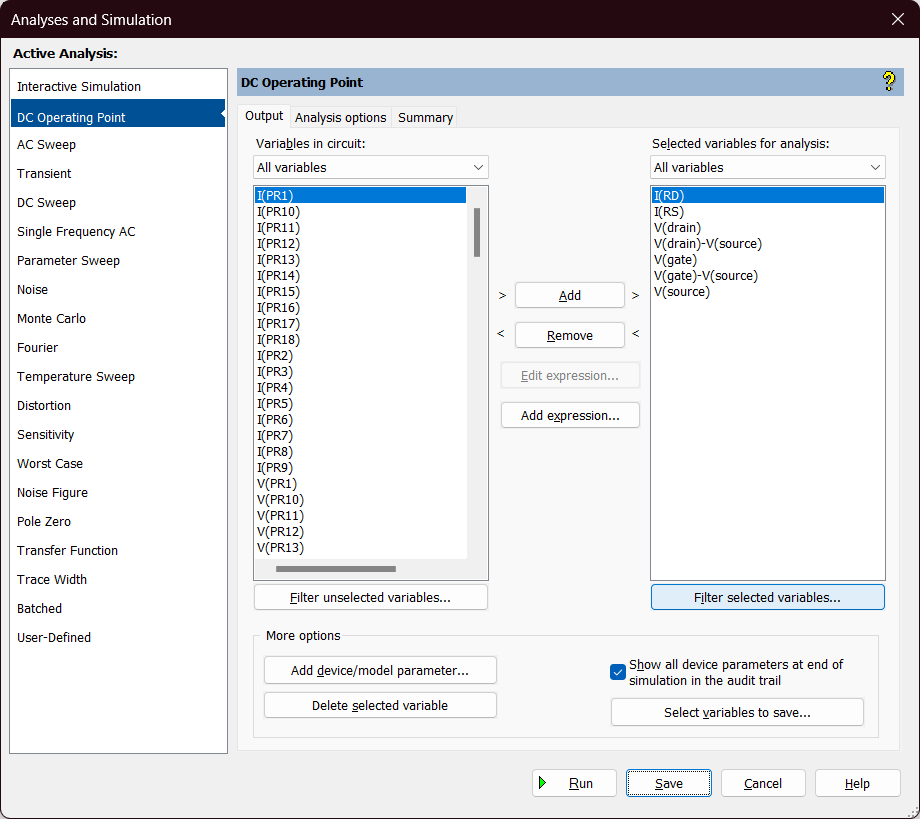 Analyses and Simulation
Active Analysis:
Interactive Simulation
DC Operating Point
AC Sweep
Transient
DC Sweep
Single Frequency AC
Parameter Sweep
Noise
Monte Carlo
Fourier
Temperature Sweep
Distortion
Sensitivity
Worst Case
Noise Figure
Pole Zero
Transfer Function
Trace Width
Batched
User-Defined
DC Operating Point
?
Output
Analysis options
Summary
Variables in circuit:
All variables
I(PR1)
I(PR10)
I(PR11)
I(PR12)
I(PR13)
I(PR14)
I(PR15)
I(PR16)
I(PR17)
I(PR18)
I(PR2)
I(PR3)
I(PR4)
I(PR5)
I(PR6)
I(PR7)
I(PR8)
I(PR9)
V(PR1)
V(PR10)
V(PR11)
V(PR12)
V(PR13)
Filter unselected variables...
> Add >
< Remove <
Edit expression...
Add expression...
Selected variables for analysis:
All variables
I(RD)
I(RS)
V(drain)
V(drain)-V(source)
V(gate)
V(gate)-V(source)
V(source)
Filter selected variables...
More options
Add device/model parameter...
Delete selected variable
Show all device parameters at end of
simulation in the audit trail
Select variables to save...
Run
Save
Cancel
Help